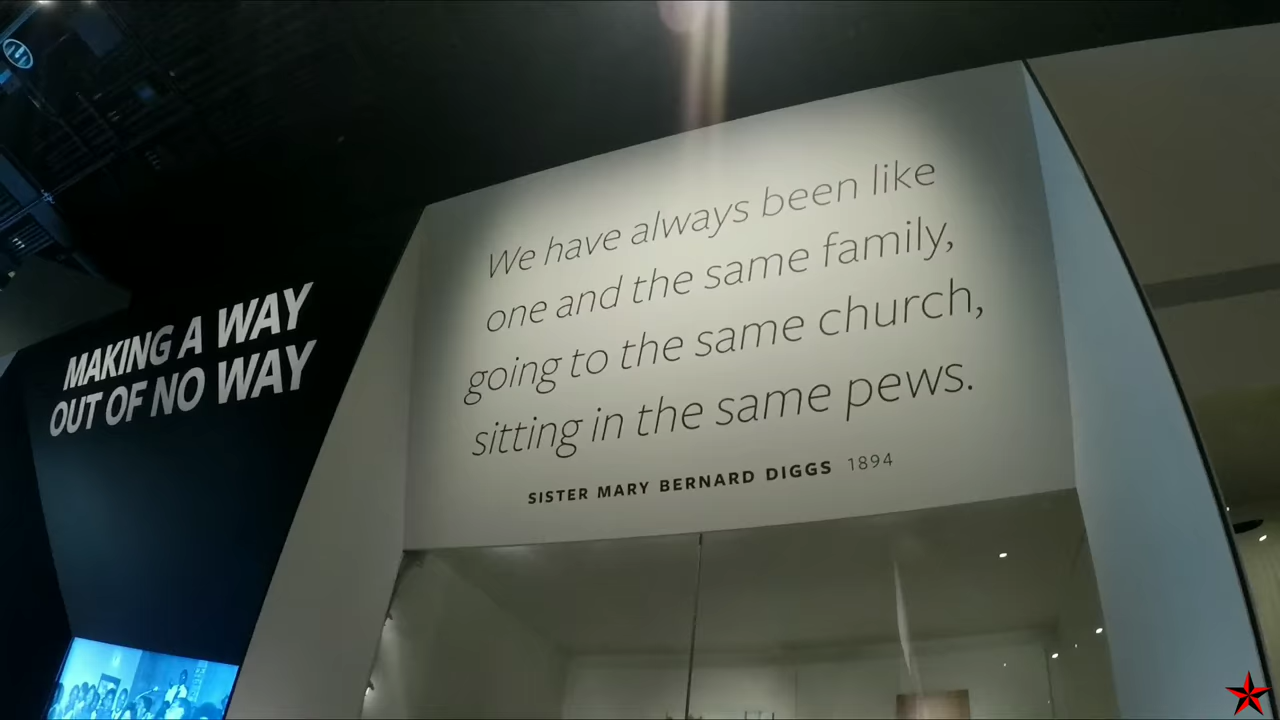 MAKING A WAY
OUT OF NO WAY
We have always been like
one and the same family,
going to the same church,
sitting in the same pews.
SISTER MARY BERNARD DIGGS 1894